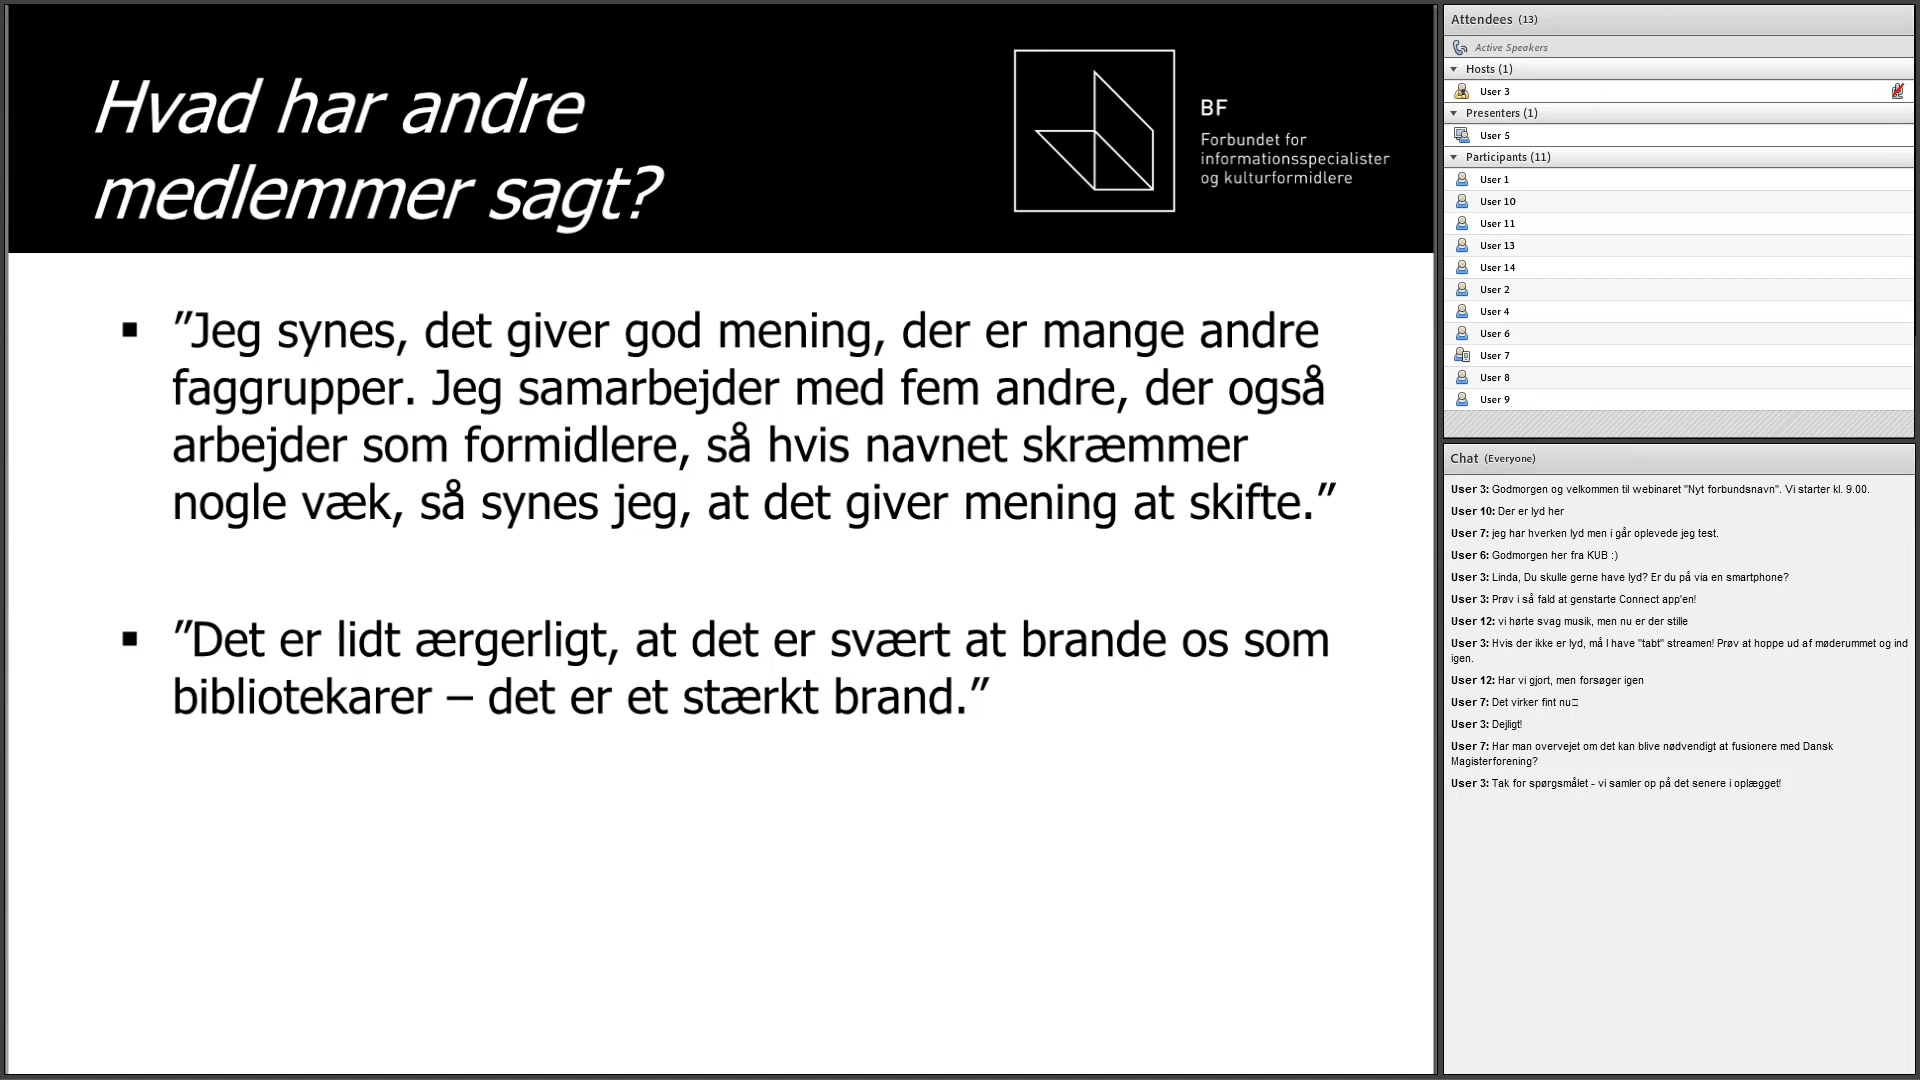 Hvad har andre
medlemmer sagt?
BF
Forbundet for
informationsspecialister
og kulturformidlere
▪ ”Jeg synes, det giver god mening, der er mange andre
faggrupper. Jeg samarbejder med fem andre, der også
arbejder som formidlere, så hvis navnet skræmmer
nogle væk, så synes jeg, at det giver mening at skifte.”
▪ ”Det er lidt ærgerligt, at det er svært at brande os som
bibliotekarer – det er et stærkt brand.”
Attendees (13)
Active Speakers
Hosts (1)
User 3
Presenters (1)
User 5
Participants (11)
User 1
User 10
User 11
User 13
User 14
User 2
User 4
User 6
User 7
User 8
User 9
Chat (Everyone)
User 3: Godmorgen og velkommen til webinaret "Nyt forbundsnavn". Vi starter kl. 9.00.
User 10: Der er lyd her
User 7: jeg har hverken lyd men i går oplevede jeg test.
User 6: Godmorgen her fra KUB :)
User 3: Linda, Du skulle gerne have lyd? Er du på via en smartphone?
User 3: Prøv i så fald at genstarte Connect app'en!
User 12: vi hørte svag musik, men nu er der stille
User 3: Hvis der ikke er lyd, må I have "tabt" streamen! Prøv at hoppe ud af møderummet og ind
igen.
User 12: Har vi gjort, men forsøger igen
User 7: Det virker fint nu□
User 3: Dejligt!
User 7: Har man overvejet om det kan blive nødvendigt at fusionere med Dansk
Magisterforening?
User 3: Tak for spørgsmålet - vi samler op på det senere i oplægget!